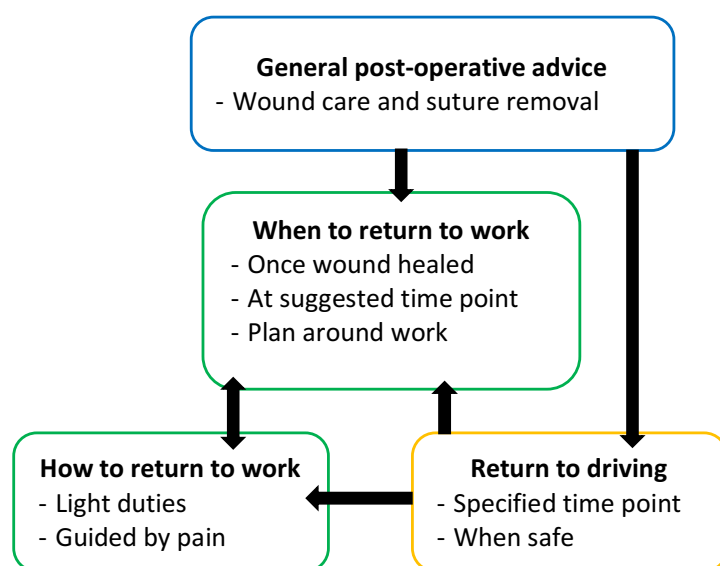 General post-operative advice
- Wound care and suture removal
When to return to work
- Once wound healed
- At suggested time point
- Plan around work
How to return to work
- Light duties
- Guided by pain
Return to driving
- Specified time point
- When safe